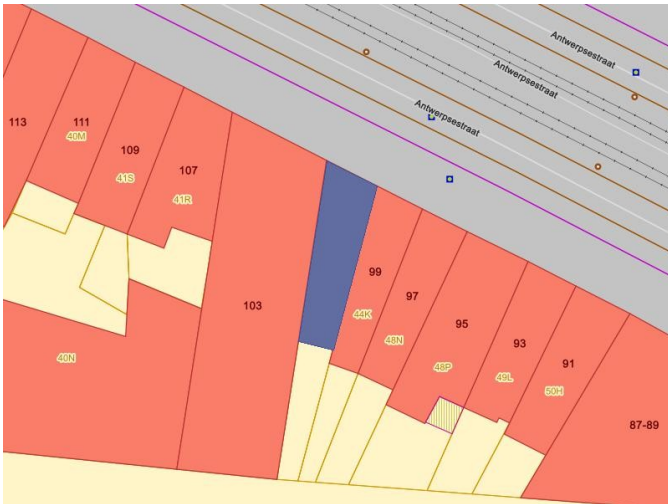 Antwerpsestraat
Antwerpsestraat
Antwerpsestraat
113
111
40M
109
41S
107
41R
103
99
44K
97
48N
95
48P
93
49L
91
50H
87-89
40N